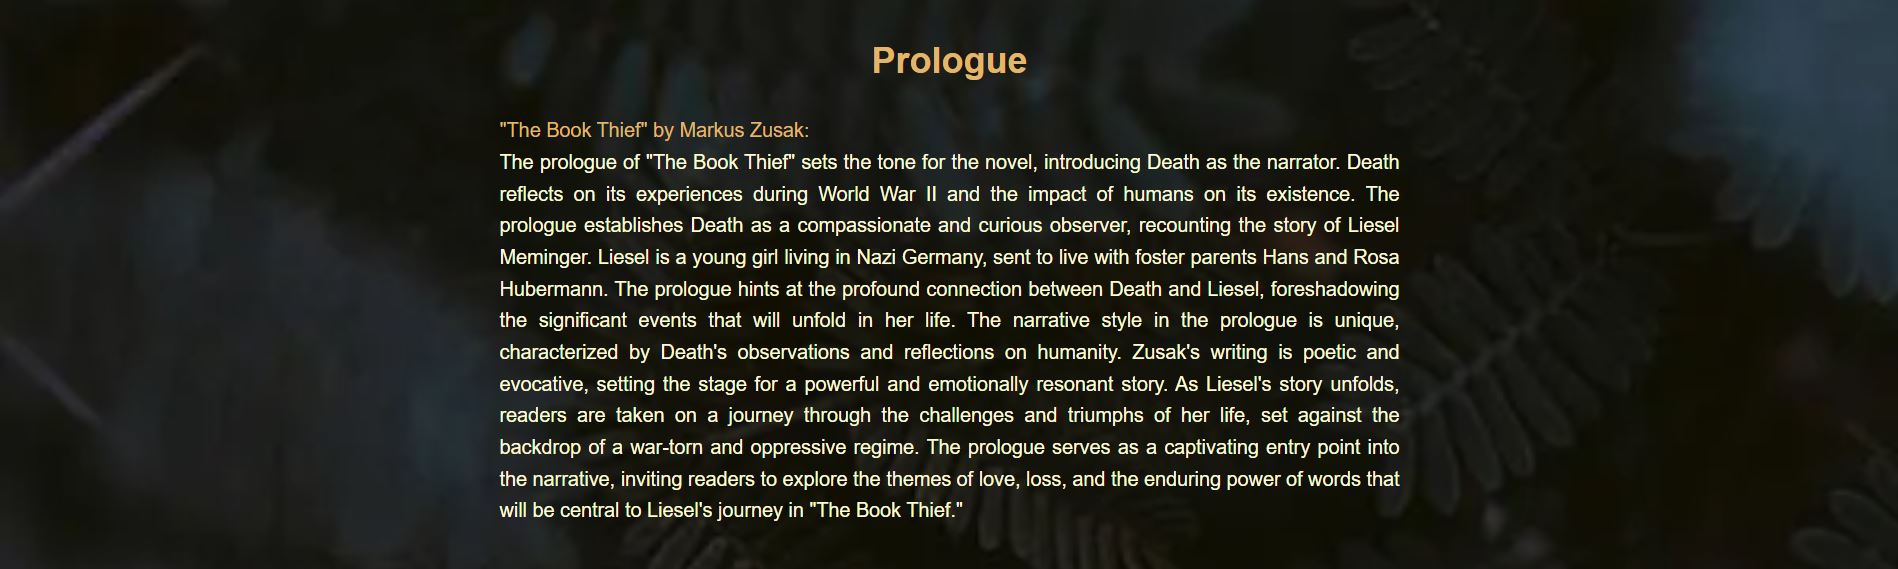 Prologue
"The Book Thief" by Markus Zusak:
The prologue of "The Book Thief" sets the tone for the novel, introducing Death as the narrator. Death
reflects on its experiences during World War II and the impact of humans on its existence. The
prologue establishes Death as a compassionate and curious observer, recounting the story of Liesel
Meminger. Liesel is a young girl living in Nazi Germany, sent to live with foster parents Hans and Rosa
Hubermann. The prologue hints at the profound connection between Death and Liesel, foreshadowing
the significant events that will unfold in her life. The narrative style in the prologue is unique,
characterized by Death's observations and reflections on humanity. Zusak's writing is poetic and
evocative, setting the stage for a powerful and emotionally resonant story. As Liesel's story unfolds,
readers are taken on a journey through the challenges and triumphs of her life, set against the
backdrop of a war-torn and oppressive regime. The prologue serves as a captivating entry point into
the narrative, inviting readers to explore the themes of love, loss, and the enduring power of words that
will be central to Liesel's journey in "The Book Thief."